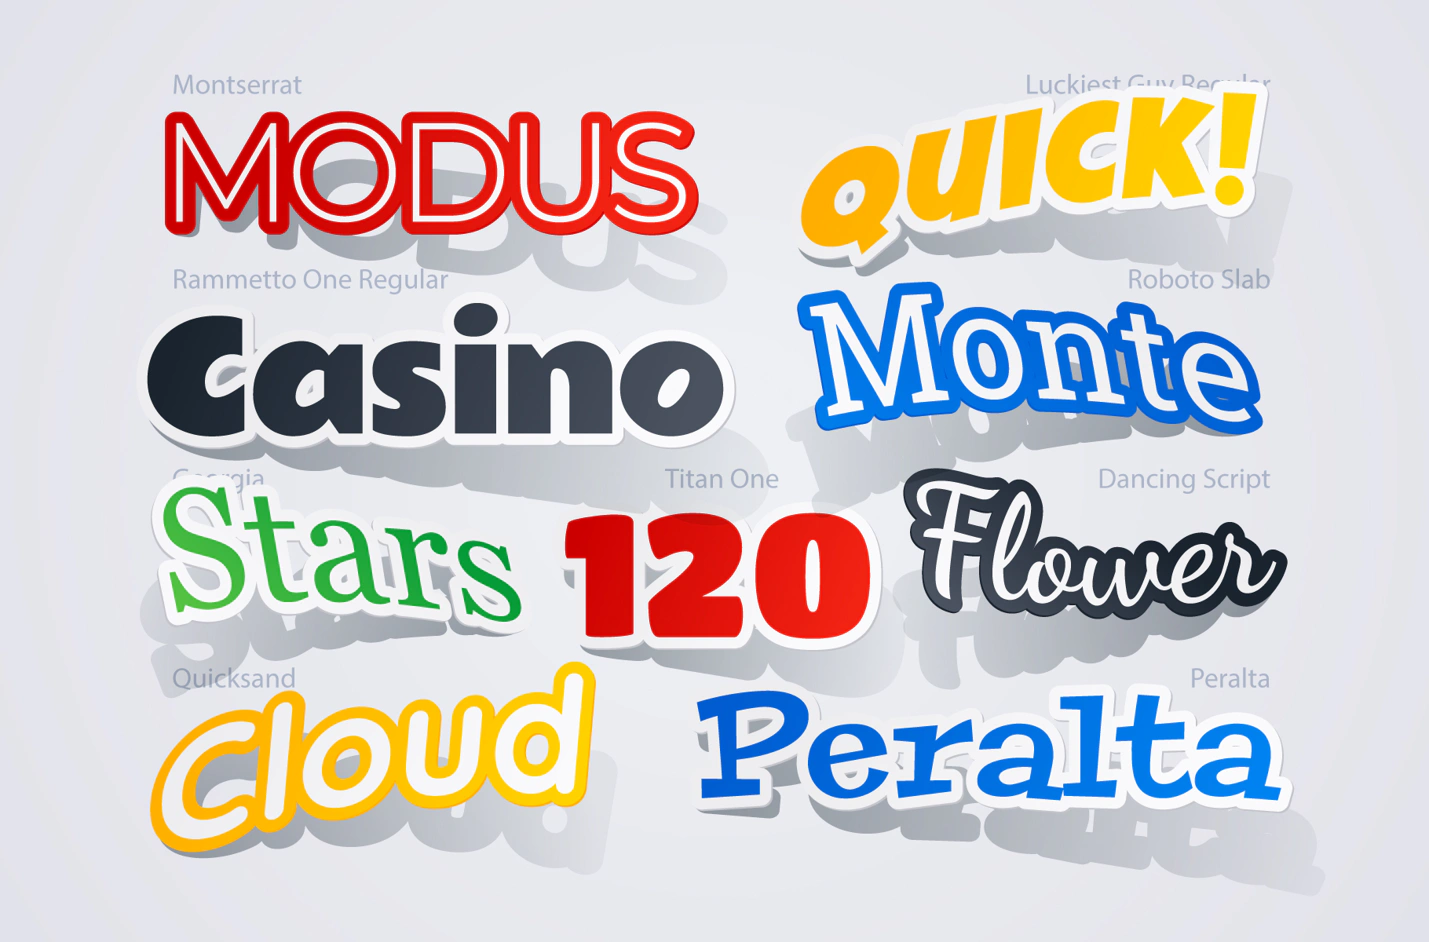 Montserrat
Luckiest Guy Regular
MODUS
QUICK!
Rammetto One Regular
Roboto Slab
Casino
Monte
Georgia
Titan One
Dancing Script
Stars
120
Flower
Quicksand
Peralta
Cloud
Peralta